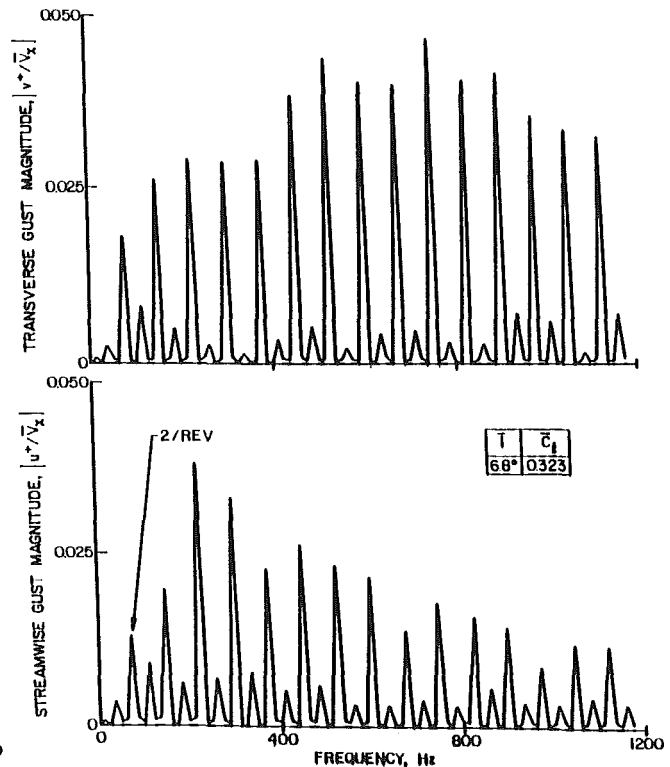 0.050
0.025
0
TRANSVERSE GUST MAGNITUDE, |v⁺/V̄ₓ|
0.050
0.025
0
STREAMWISE GUST MAGNITUDE, |u⁺/V̄ₓ|
2/REV
ī C̄ℓ
6.8° 0.323
0 400 800 1200
FREQUENCY, Hz